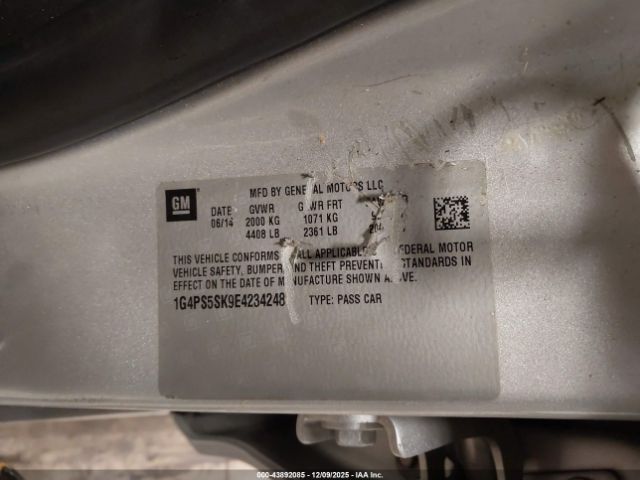 GM
MFD BY GENERAL MOTORS LLC
DATE GVWR G WR FRT
06/14 2000 KG 1071 KG
4408 LB 2361 LB
THIS VEHICLE CONFORMS ALL APPLICABLE FEDERAL MOTOR
VEHICLE SAFETY, BUMPER AND THEFT PREVENTI STANDARDS IN
EFFECT ON THE DATE OF MANUFACTURE SHOWN ABOVE.
1G4PS5SK9E4234248 TYPE: PASS CAR
000-43892085 - 12/09/2025 - IAA Inc.